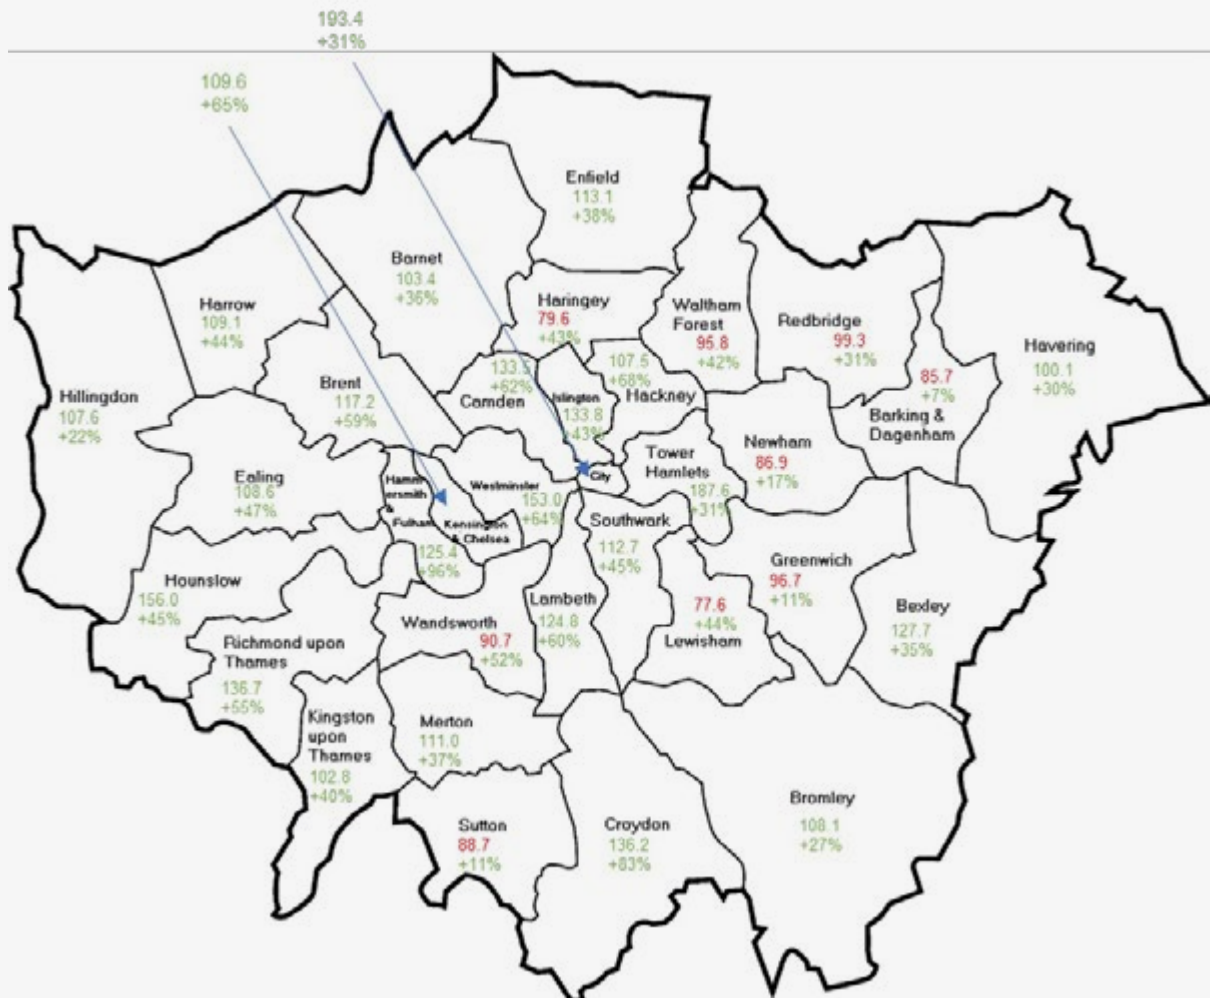 193.4
+31%
109.6
+65%
Enfield
113.1
+38%
Barnet
103.4
+36%
Harrow
109.1
+44%
Haringey
79.6
+43%
Waltham
Forest
95.8
+42%
Redbridge
99.3
+31%
Havering
100.1
+30%
Hillingdon
107.6
+22%
Brent
117.2
+59%
133.5
+62%
Camden
Islington
133.8
+43%
107.5
+68%
Hackney
85.7
+7%
Barking &
Dagenham
Ealing
108.6
+47%
Hamm
ersmith
&
Fulham
125.4
+96%
Kensington
& Chelsea
Westminster
153.0
+64%
City
Tower
Hamlets
187.6
+31%
Newham
86.9
+17%
Southwark
112.7
+45%
Greenwich
96.7
+11%
Bexley
127.7
+35%
Hounslow
156.0
+45%
Richmond upon
Thames
136.7
+55%
Wandsworth
90.7
+52%
Lambeth
124.8
+60%
77.6
+44%
Lewisham
Kingston
upon
Thames
102.8
+40%
Merton
111.0
+37%
Sutton
88.7
+11%
Croydon
136.2
+83%
Bromley
108.1
+27%